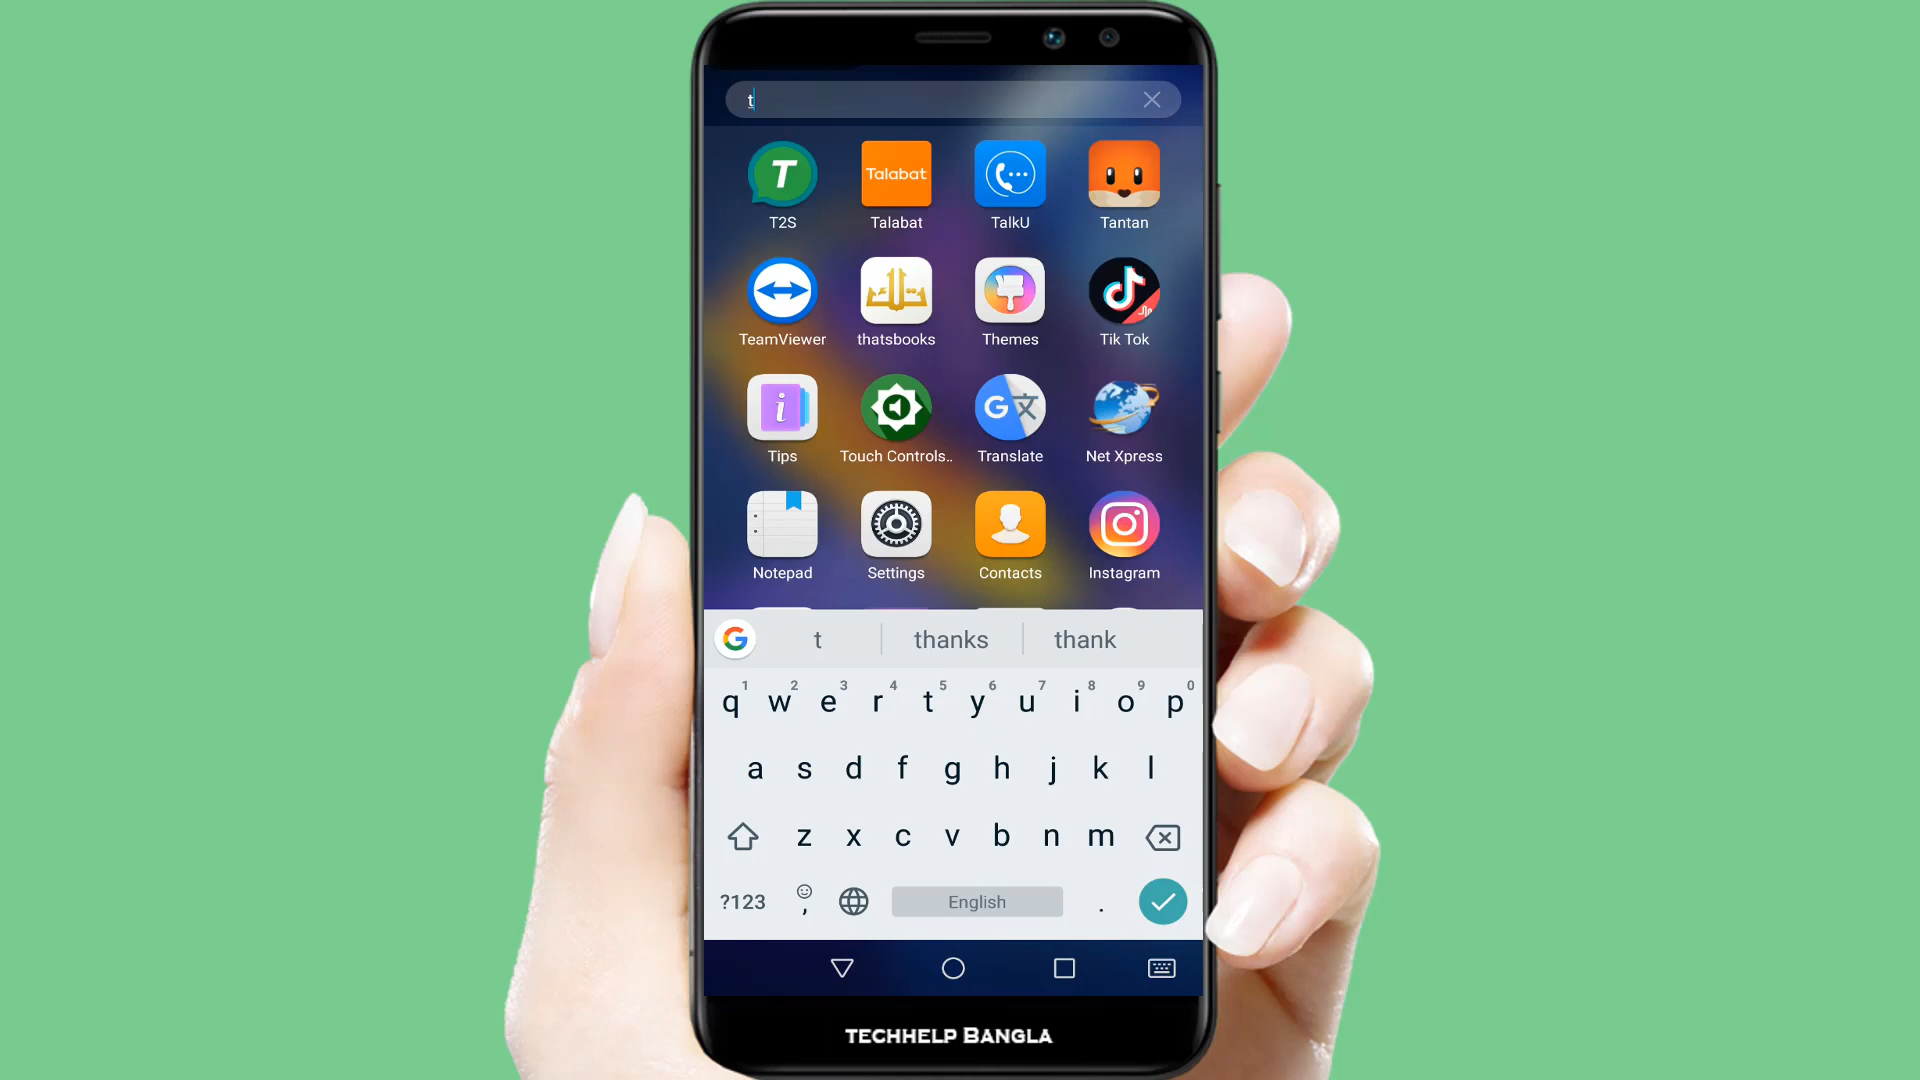 t
T
Talabat
T2S
Talabat
TalkU
Tantan
TeamViewer
thatsbooks
Themes
Tik Tok
i
G 文
Tips
Touch Controls..
Translate
Net Xpress
Notepad
Settings
Contacts
Instagram
G t thanks thank
1 2 3 4 5 6 7 8 9 0
q w e r t y u i o p
a s d f g h j k l
z x c v b n m
?123 , English .
TECHHELP BANGLA